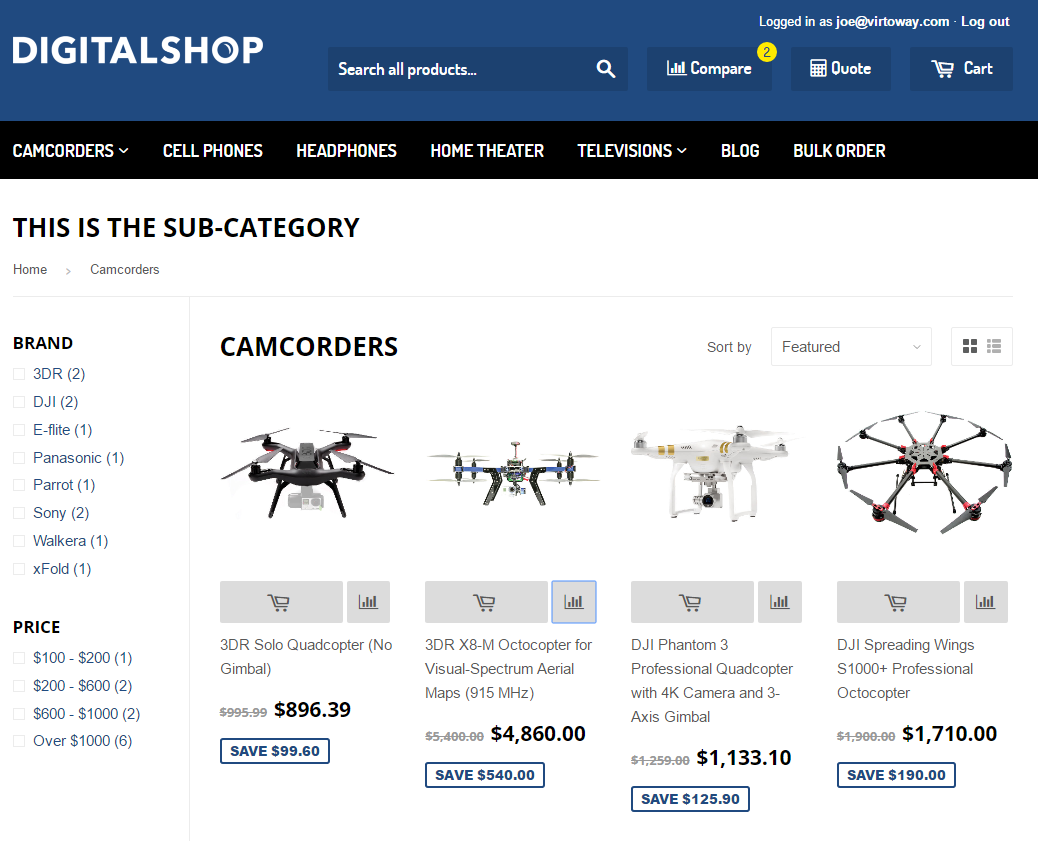 Logged in as joe@virtoway.com · Log out
DIGITALSHOP
Search all products...
Compare
2
Quote
Cart
CAMCORDERS
CELL PHONES
HEADPHONES
HOME THEATER
TELEVISIONS
BLOG
BULK ORDER
THIS IS THE SUB-CATEGORY
Home › Camcorders
BRAND
3DR (2)
DJI (2)
E-flite (1)
Panasonic (1)
Parrot (1)
Sony (2)
Walkera (1)
xFold (1)
PRICE
$100 - $200 (1)
$200 - $600 (2)
$600 - $1000 (2)
Over $1000 (6)
CAMCORDERS
Sort by
Featured
3DR Solo Quadcopter (No
Gimbal)
$995.99 $896.39
SAVE $99.60
3DR X8-M Octocopter for
Visual-Spectrum Aerial
Maps (915 MHz)
$5,400.00 $4,860.00
SAVE $540.00
DJI Phantom 3
Professional Quadcopter
with 4K Camera and 3-
Axis Gimbal
$1,259.00 $1,133.10
SAVE $125.90
DJI Spreading Wings
S1000+ Professional
Octocopter
$1,900.00 $1,710.00
SAVE $190.00